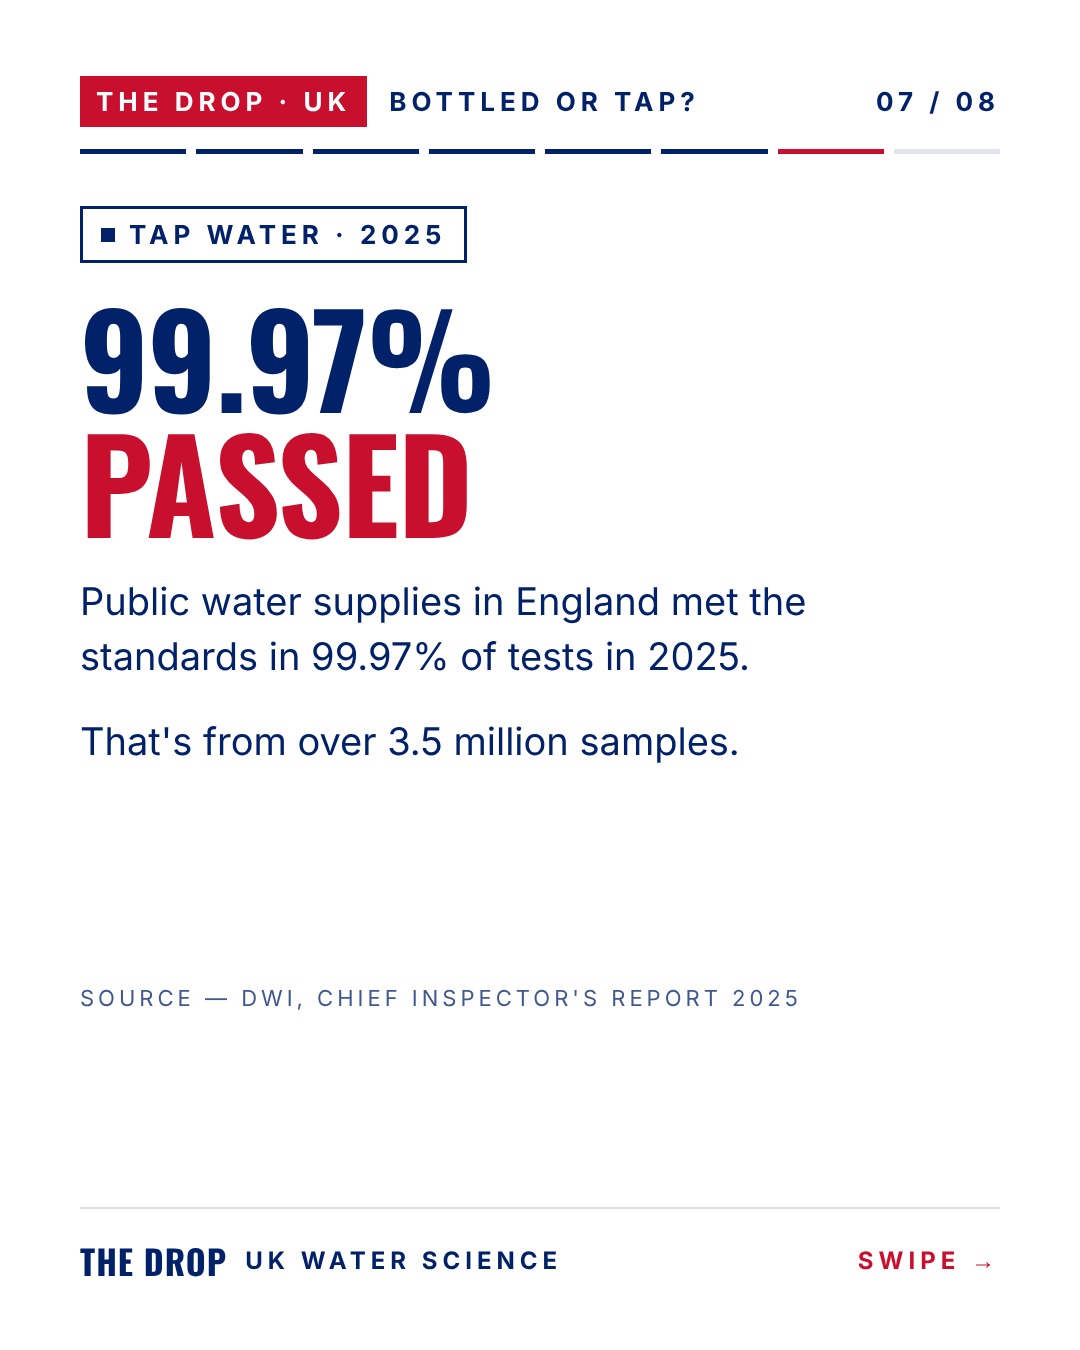 THE DROP · UK BOTTLED OR TAP? 07 / 08
TAP WATER · 2025
99.97%
PASSED
Public water supplies in England met the
standards in 99.97% of tests in 2025.
That's from over 3.5 million samples.
SOURCE — DWI, CHIEF INSPECTOR'S REPORT 2025
THE DROP UK WATER SCIENCE SWIPE →